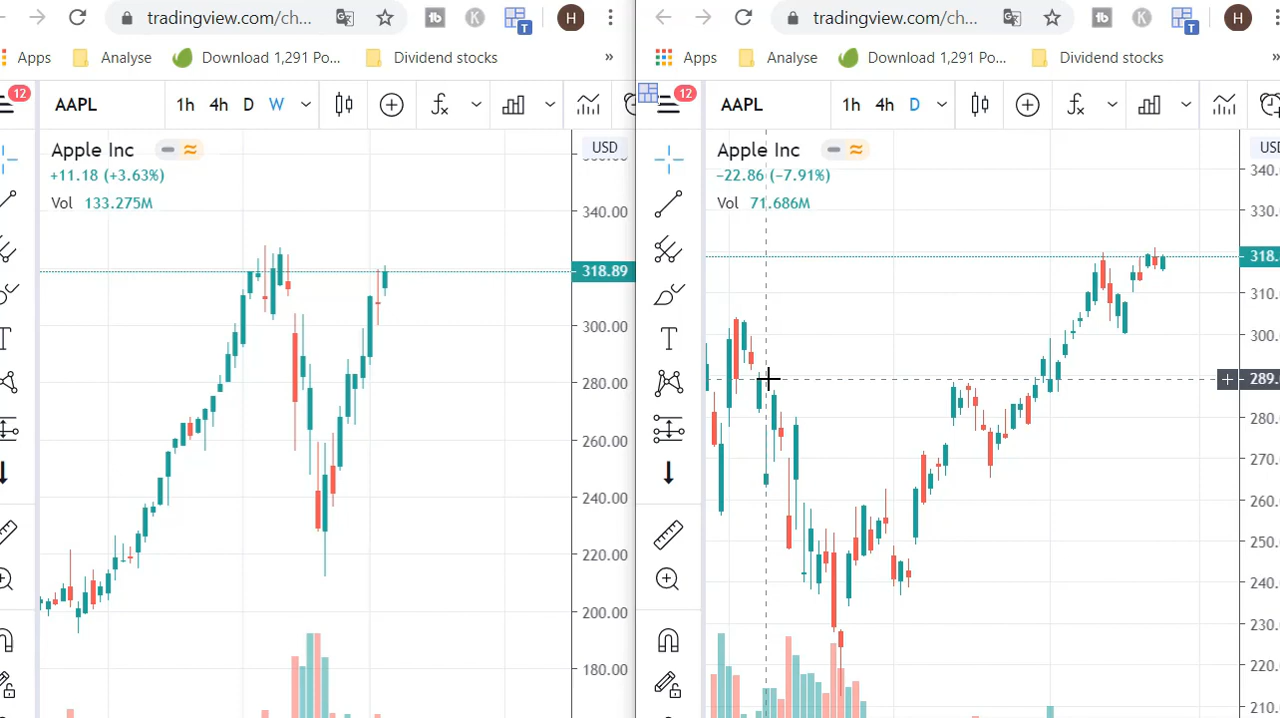 tradingview.com/ch...
T
H
Apps Analyse Download 1,291 Po... Dividend stocks »
12
AAPL 1h 4h D W
Apple Inc
USD
+11.18 (+3.63%)
Vol 133.275M
340.00
318.89
300.00
280.00
260.00
240.00
220.00
200.00
180.00
tradingview.com/ch...
T
H
Apps Analyse Download 1,291 Po... Dividend stocks »
12
AAPL 1h 4h D
Apple Inc
USD
−22.86 (−7.91%)
Vol 71.686M
340.
330.
318.
310.
300.
289.
280.
270.
260.
250.
240.
230.
220.
210.